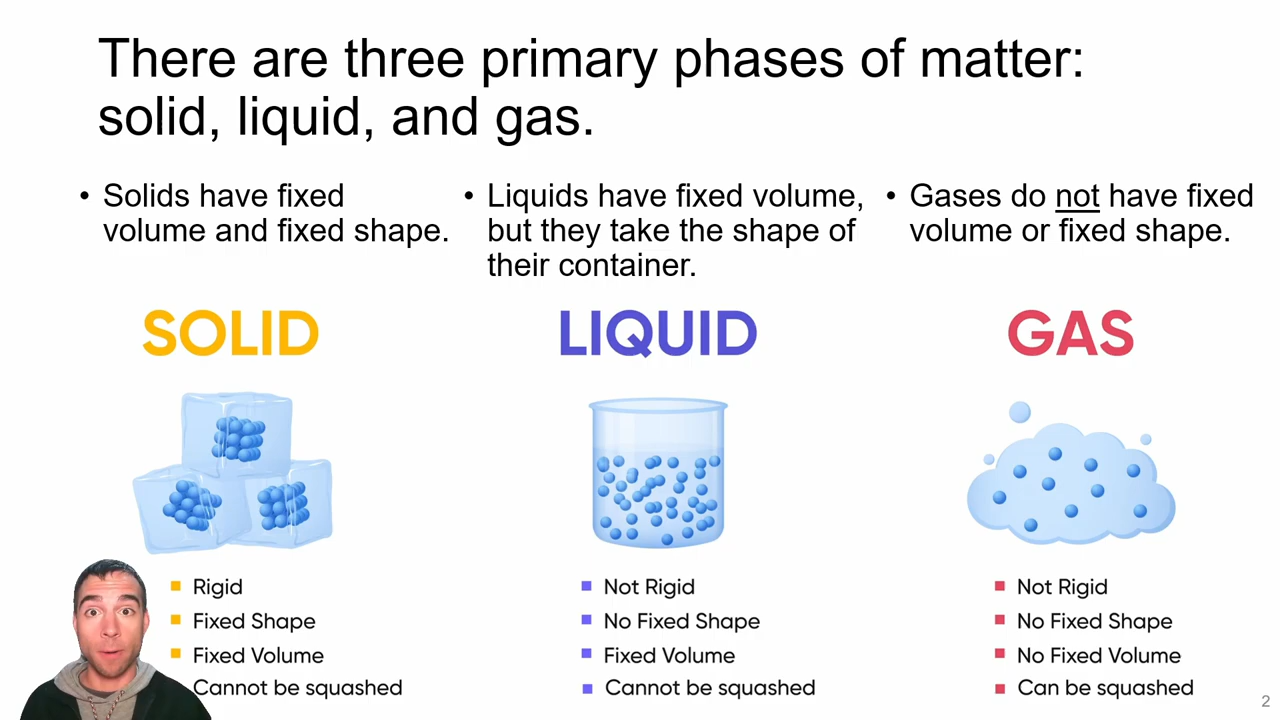 There are three primary phases of matter:
solid, liquid, and gas.
• Solids have fixed
volume and fixed shape.
• Liquids have fixed volume,
but they take the shape of
their container.
• Gases do not have fixed
volume or fixed shape.
SOLID
Rigid
Fixed Shape
Fixed Volume
Cannot be squashed
LIQUID
Not Rigid
No Fixed Shape
Fixed Volume
Cannot be squashed
GAS
Not Rigid
No Fixed Shape
No Fixed Volume
Can be squashed
2